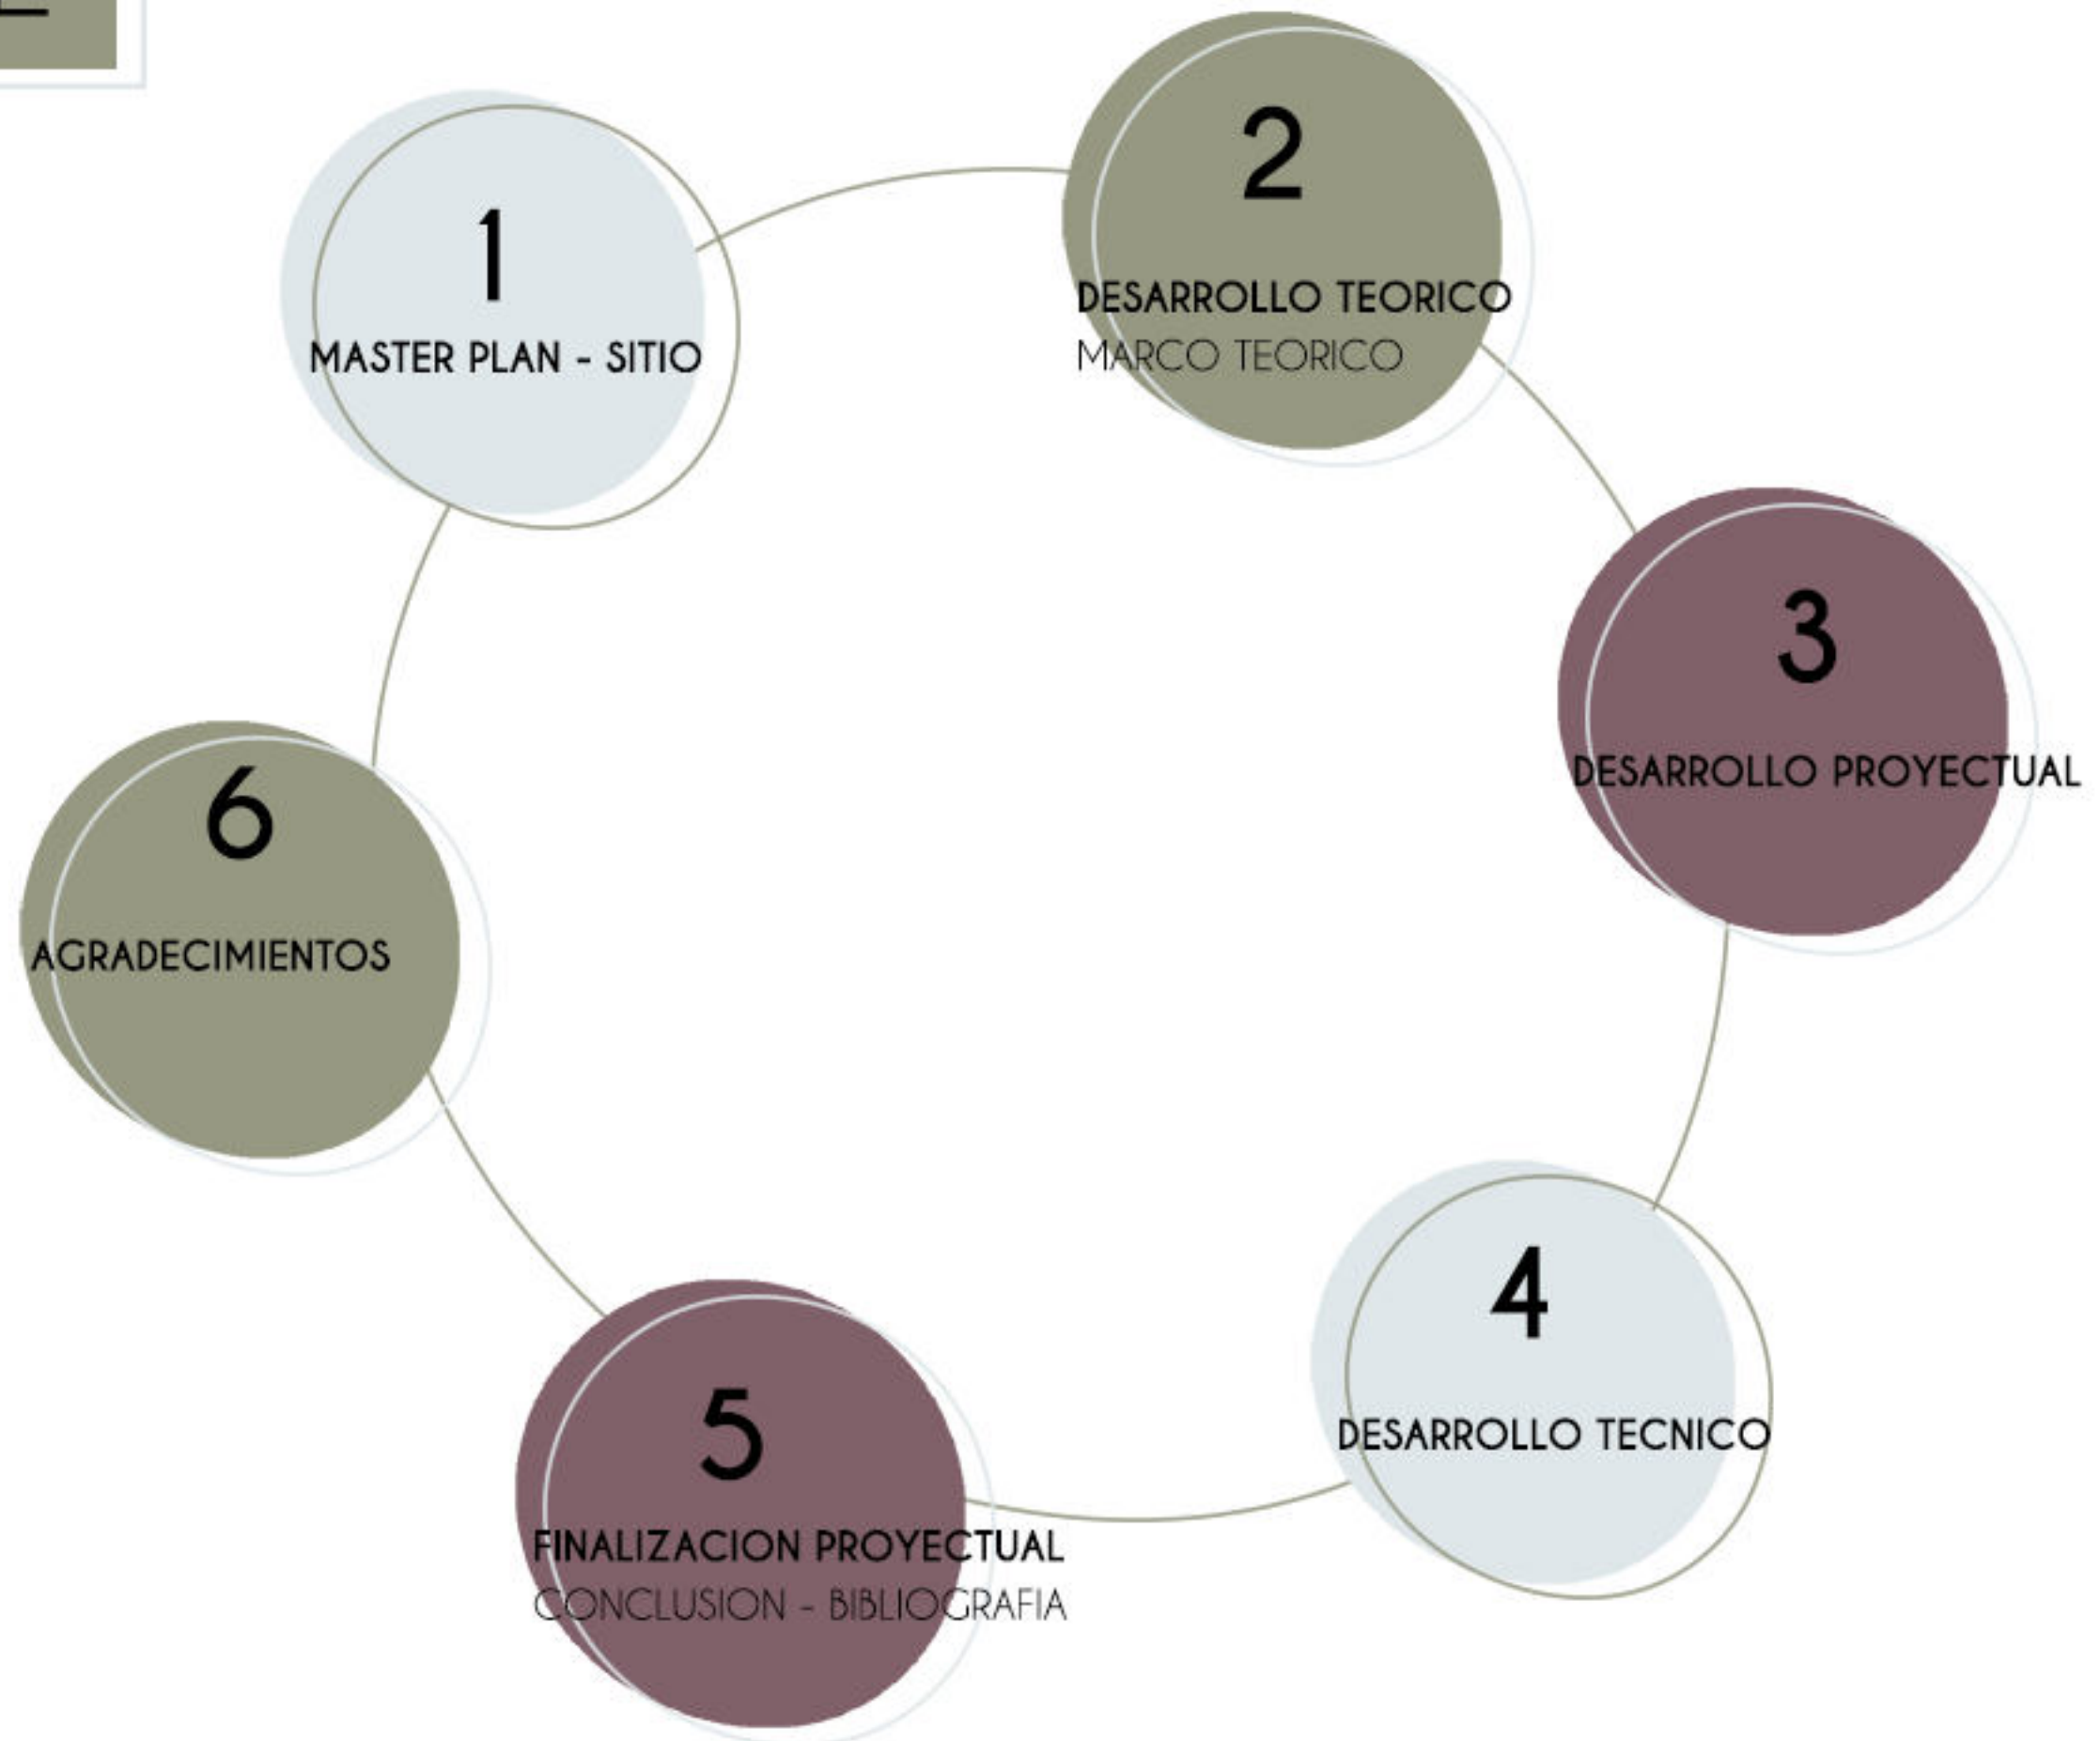 1
MASTER PLAN - SITIO
2
DESARROLLO TEORICO
MARCO TEORICO
3
DESARROLLO PROYECTUAL
4
DESARROLLO TECNICO
5
FINALIZACION PROYECTUAL
CONCLUSION - BIBLIOGRAFIA
6
AGRADECIMIENTOS